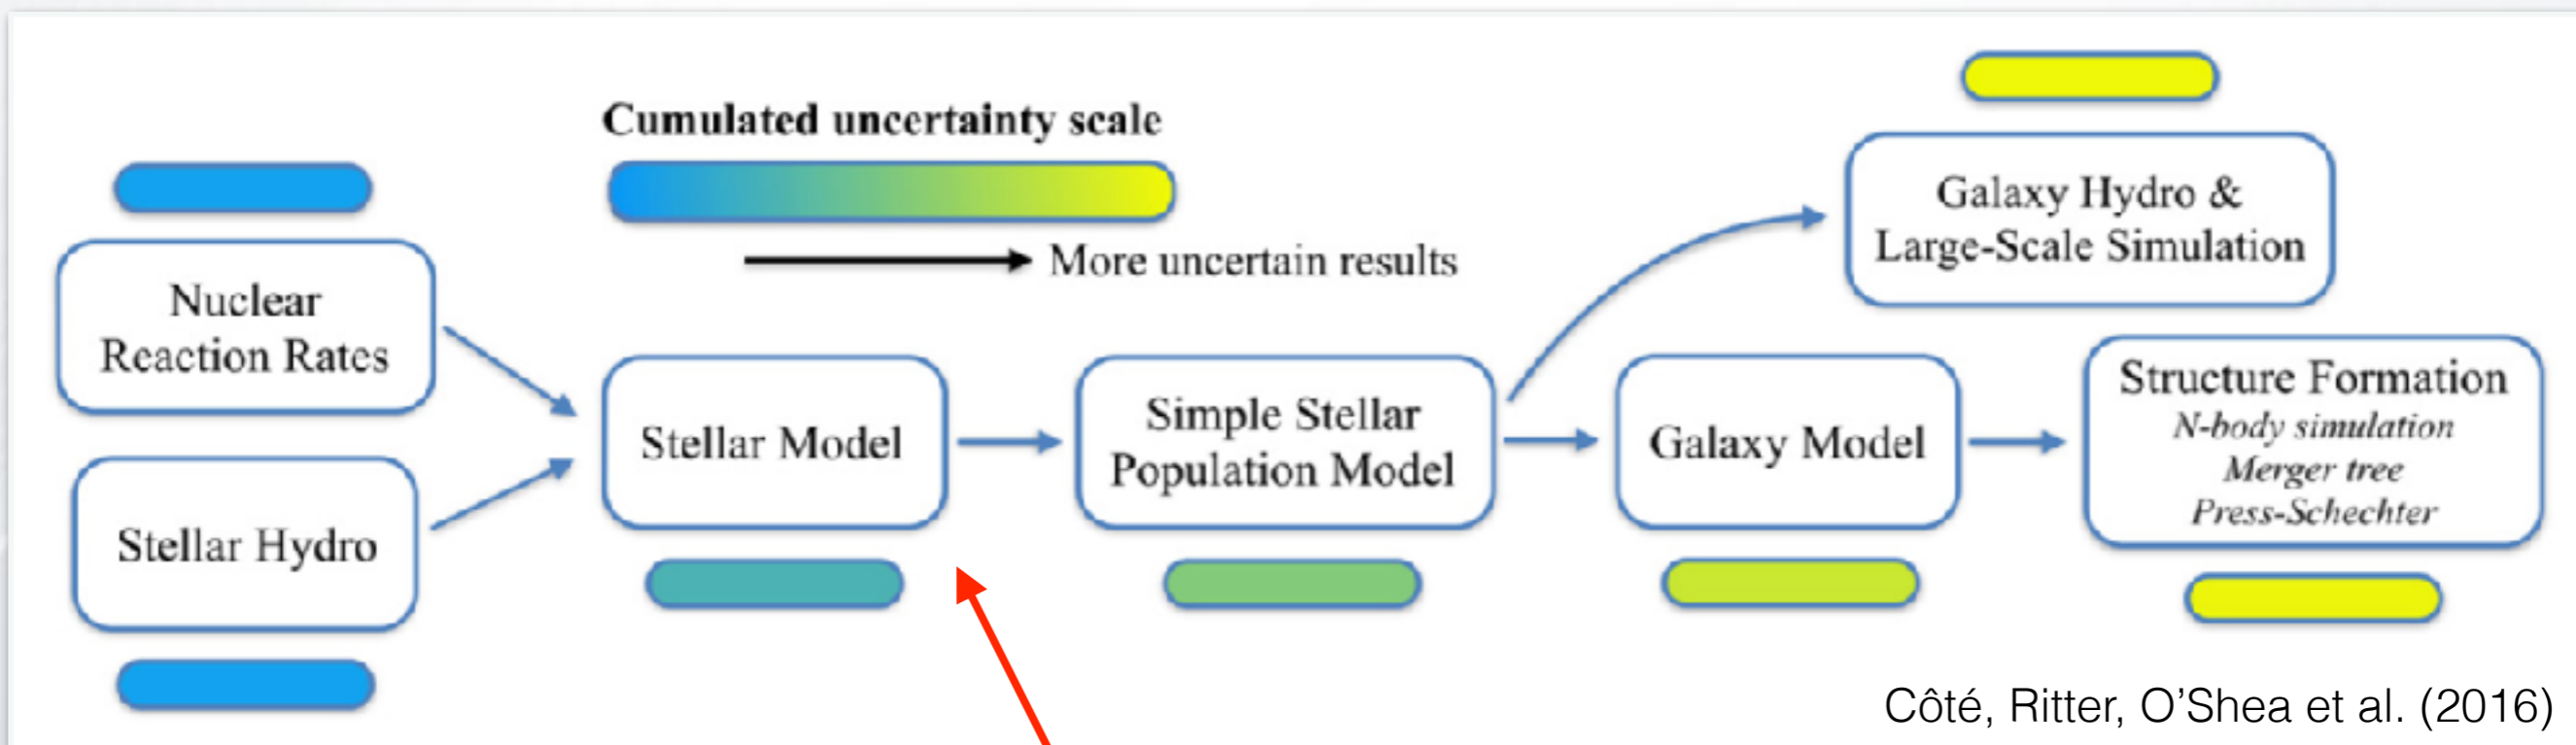 Cumulated uncertainty scale
More uncertain results
Nuclear
Reaction Rates
Stellar Hydro
Stellar Model
Simple Stellar
Population Model
Galaxy Hydro &
Large-Scale Simulation
Galaxy Model
Structure Formation
N-body simulation
Merger tree
Press-Schechter
Côté, Ritter, O’Shea et al. (2016)